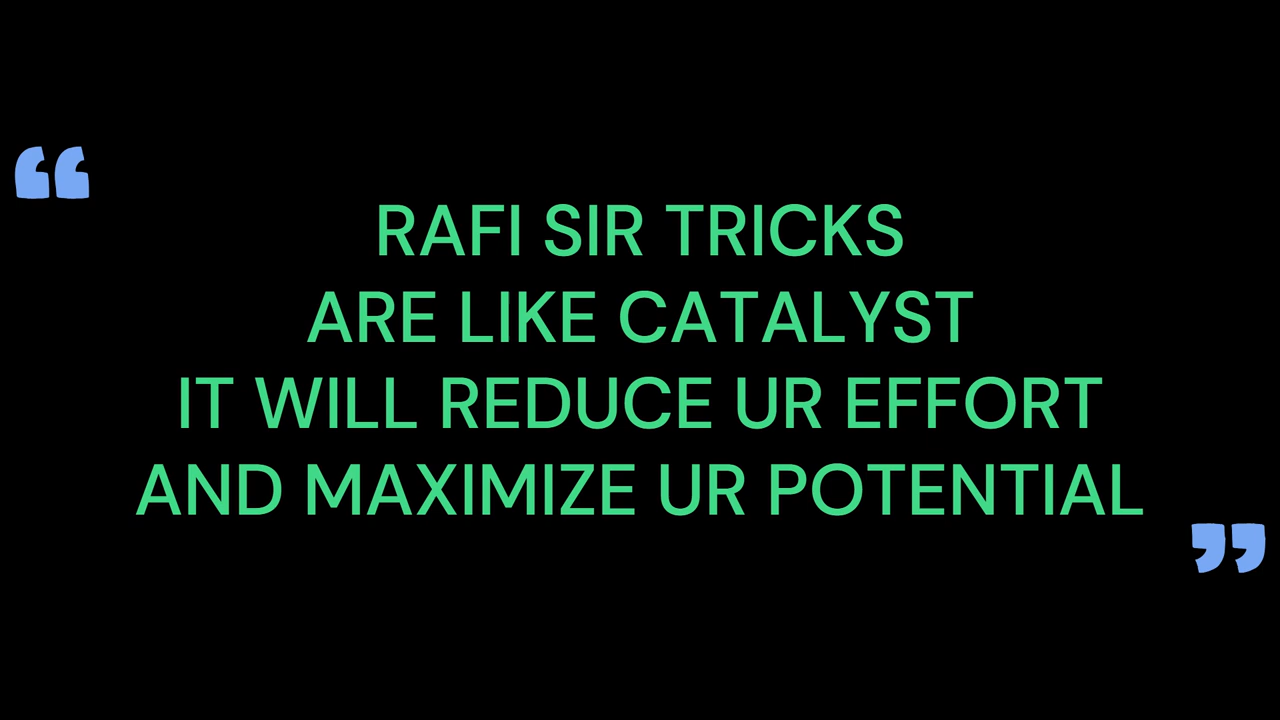 “
RAFI SIR TRICKS
ARE LIKE CATALYST
IT WILL REDUCE UR EFFORT
AND MAXIMIZE UR POTENTIAL
”